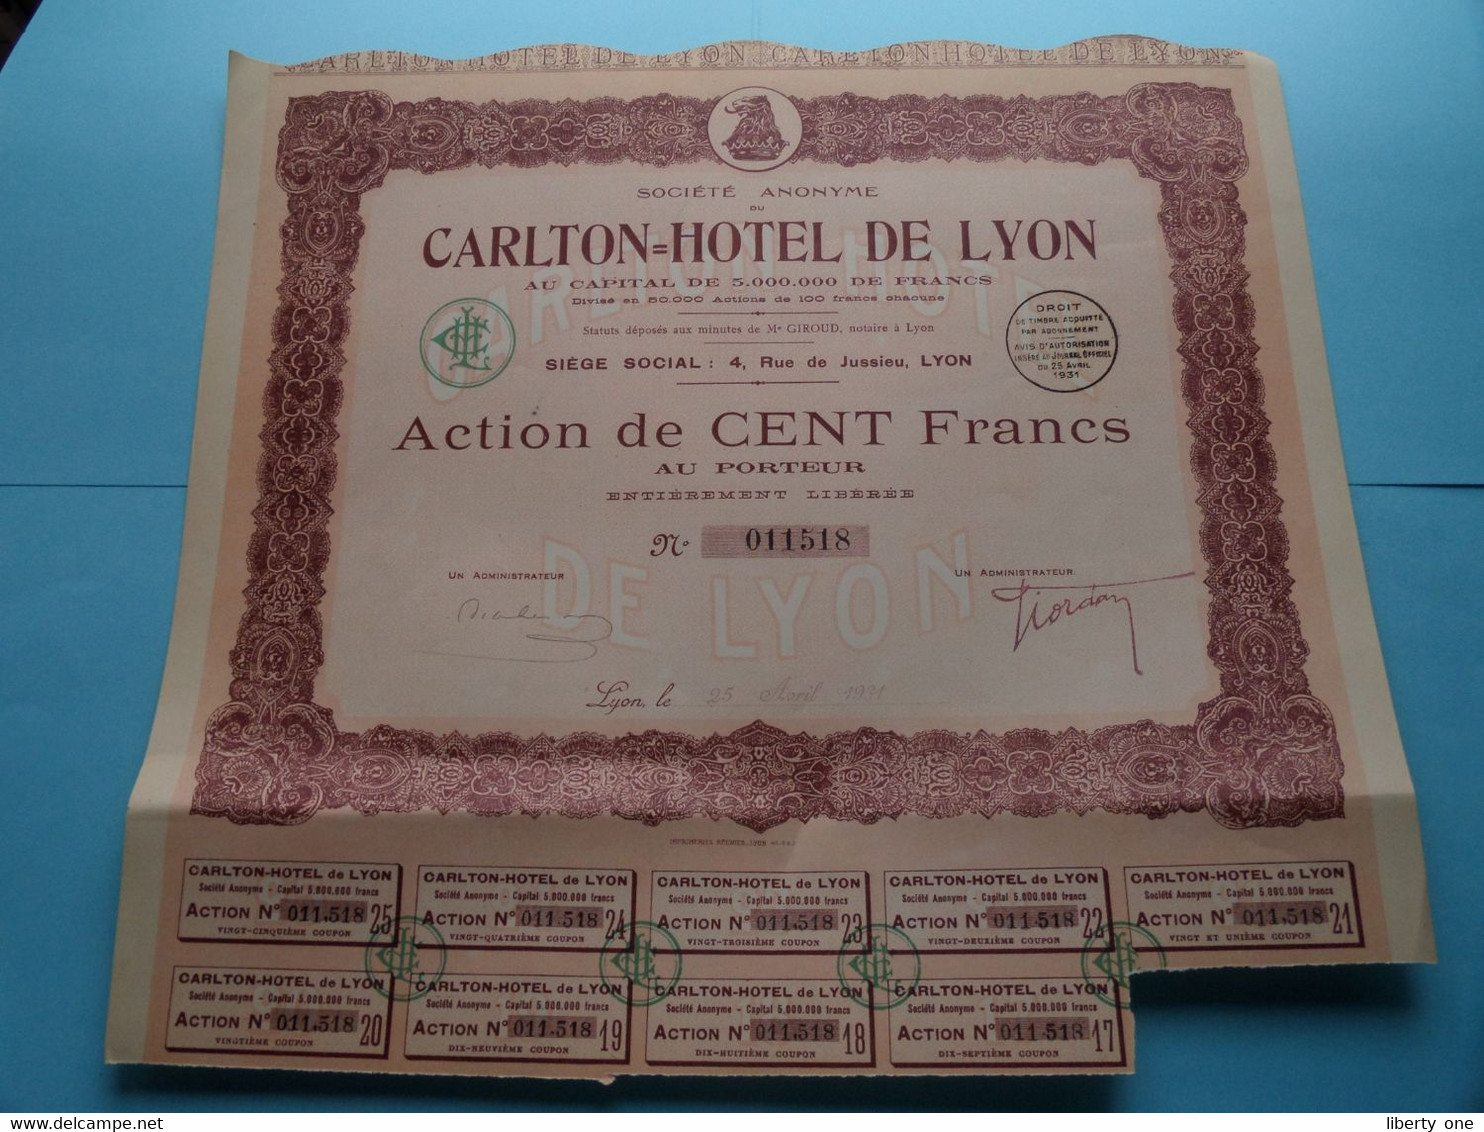 CARLTON HOTEL DE LYON CARLTON HOTEL DE LYON
SOCIÉTÉ ANONYME
DU
CARLTON=HOTEL DE LYON
AU CAPITAL DE 5.000.000 DE FRANCS
Divisé en 50.000 Actions de 100 francs chacune
Statuts déposés aux minutes de Me GIROUD, notaire à Lyon
SIÈGE SOCIAL : 4, Rue de Jussieu, LYON
DROIT
DE TIMBRE ACQUITTÉ
PAR ABONNEMENT
AVIS D'AUTORISATION
INSÉRÉ AU JOURNAL OFFICIEL
DU 25 AVRIL
1931
CARLTON HOTEL
DE LYON
Action de CENT Francs
AU PORTEUR
ENTIÈREMENT LIBÉRÉE
No 011518
UN ADMINISTRATEUR
UN ADMINISTRATEUR.
Lyon, le 25 Avril 1931
CARLTON-HOTEL de LYON
Société Anonyme - Capital 5.000.000 francs
ACTION N° 011.518 25
VINGT-CINQUIÈME COUPON
CARLTON-HOTEL de LYON
Société Anonyme - Capital 5.000.000 francs
ACTION N° 011.518 24
VINGT-QUATRIÈME COUPON
CARLTON-HOTEL de LYON
Société Anonyme - Capital 5.000.000 francs
ACTION N° 011.518 23
VINGT-TROISIÈME COUPON
CARLTON-HOTEL de LYON
Société Anonyme - Capital 5.000.000 francs
ACTION N° 011.518 22
VINGT-DEUXIÈME COUPON
CARLTON-HOTEL de LYON
Société Anonyme - Capital 5.000.000 francs
ACTION N° 011.518 21
VINGT ET UNIÈME COUPON
CARLTON-HOTEL de LYON
Société Anonyme - Capital 5.000.000 francs
ACTION N° 011.518 20
VINGTIÈME COUPON
CARLTON-HOTEL de LYON
Société Anonyme - Capital 5.000.000 francs
ACTION N° 011.518 19
DIX-NEUVIÈME COUPON
CARLTON-HOTEL de LYON
Société Anonyme - Capital 5.000.000 francs
ACTION N° 011.518 18
DIX-HUITIÈME COUPON
CARLTON-HOTEL de LYON
Société Anonyme - Capital 5.000.000 francs
ACTION N° 011.518 17
DIX-SEPTIÈME COUPON
delcampe.net
liberty one